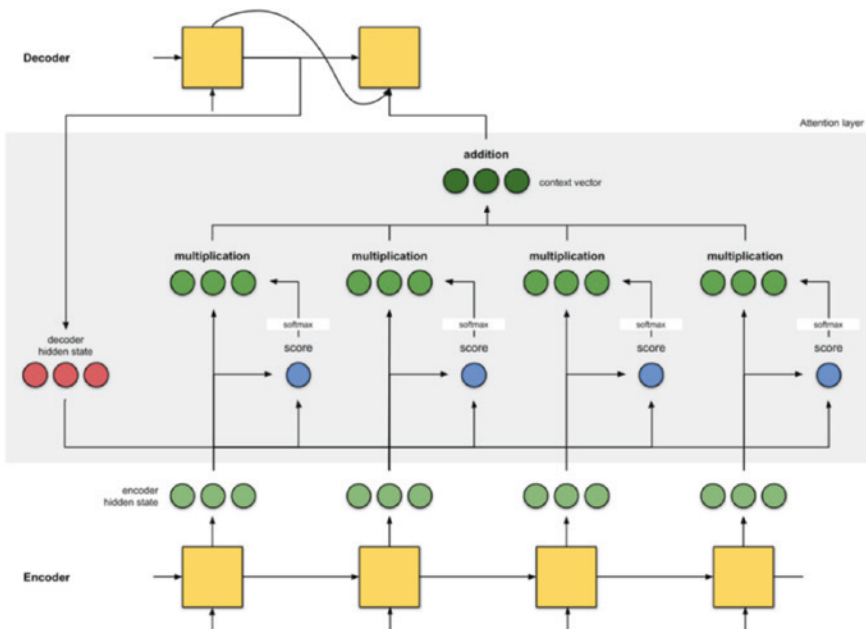 Decoder
Attention layer
addition
context vector
multiplication
multiplication
multiplication
multiplication
softmax
softmax
softmax
softmax
decoder
hidden state
score
score
score
score
encoder
hidden state
Encoder